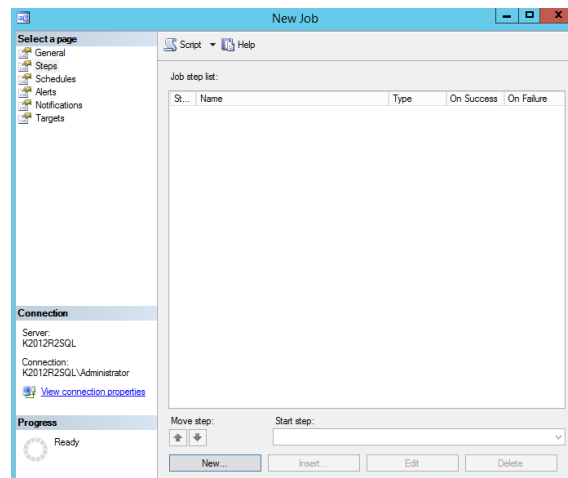 New Job
Select a page
General
Steps
Schedules
Alerts
Notifications
Targets
Script Help
Job step list:
St... Name Type On Success On Failure
Connection
Server:
K2012R2SQL
Connection:
K2012R2SQL\Administrator
View connection properties
Progress
Ready
Move step: Start step:
New... Insert... Edit Delete